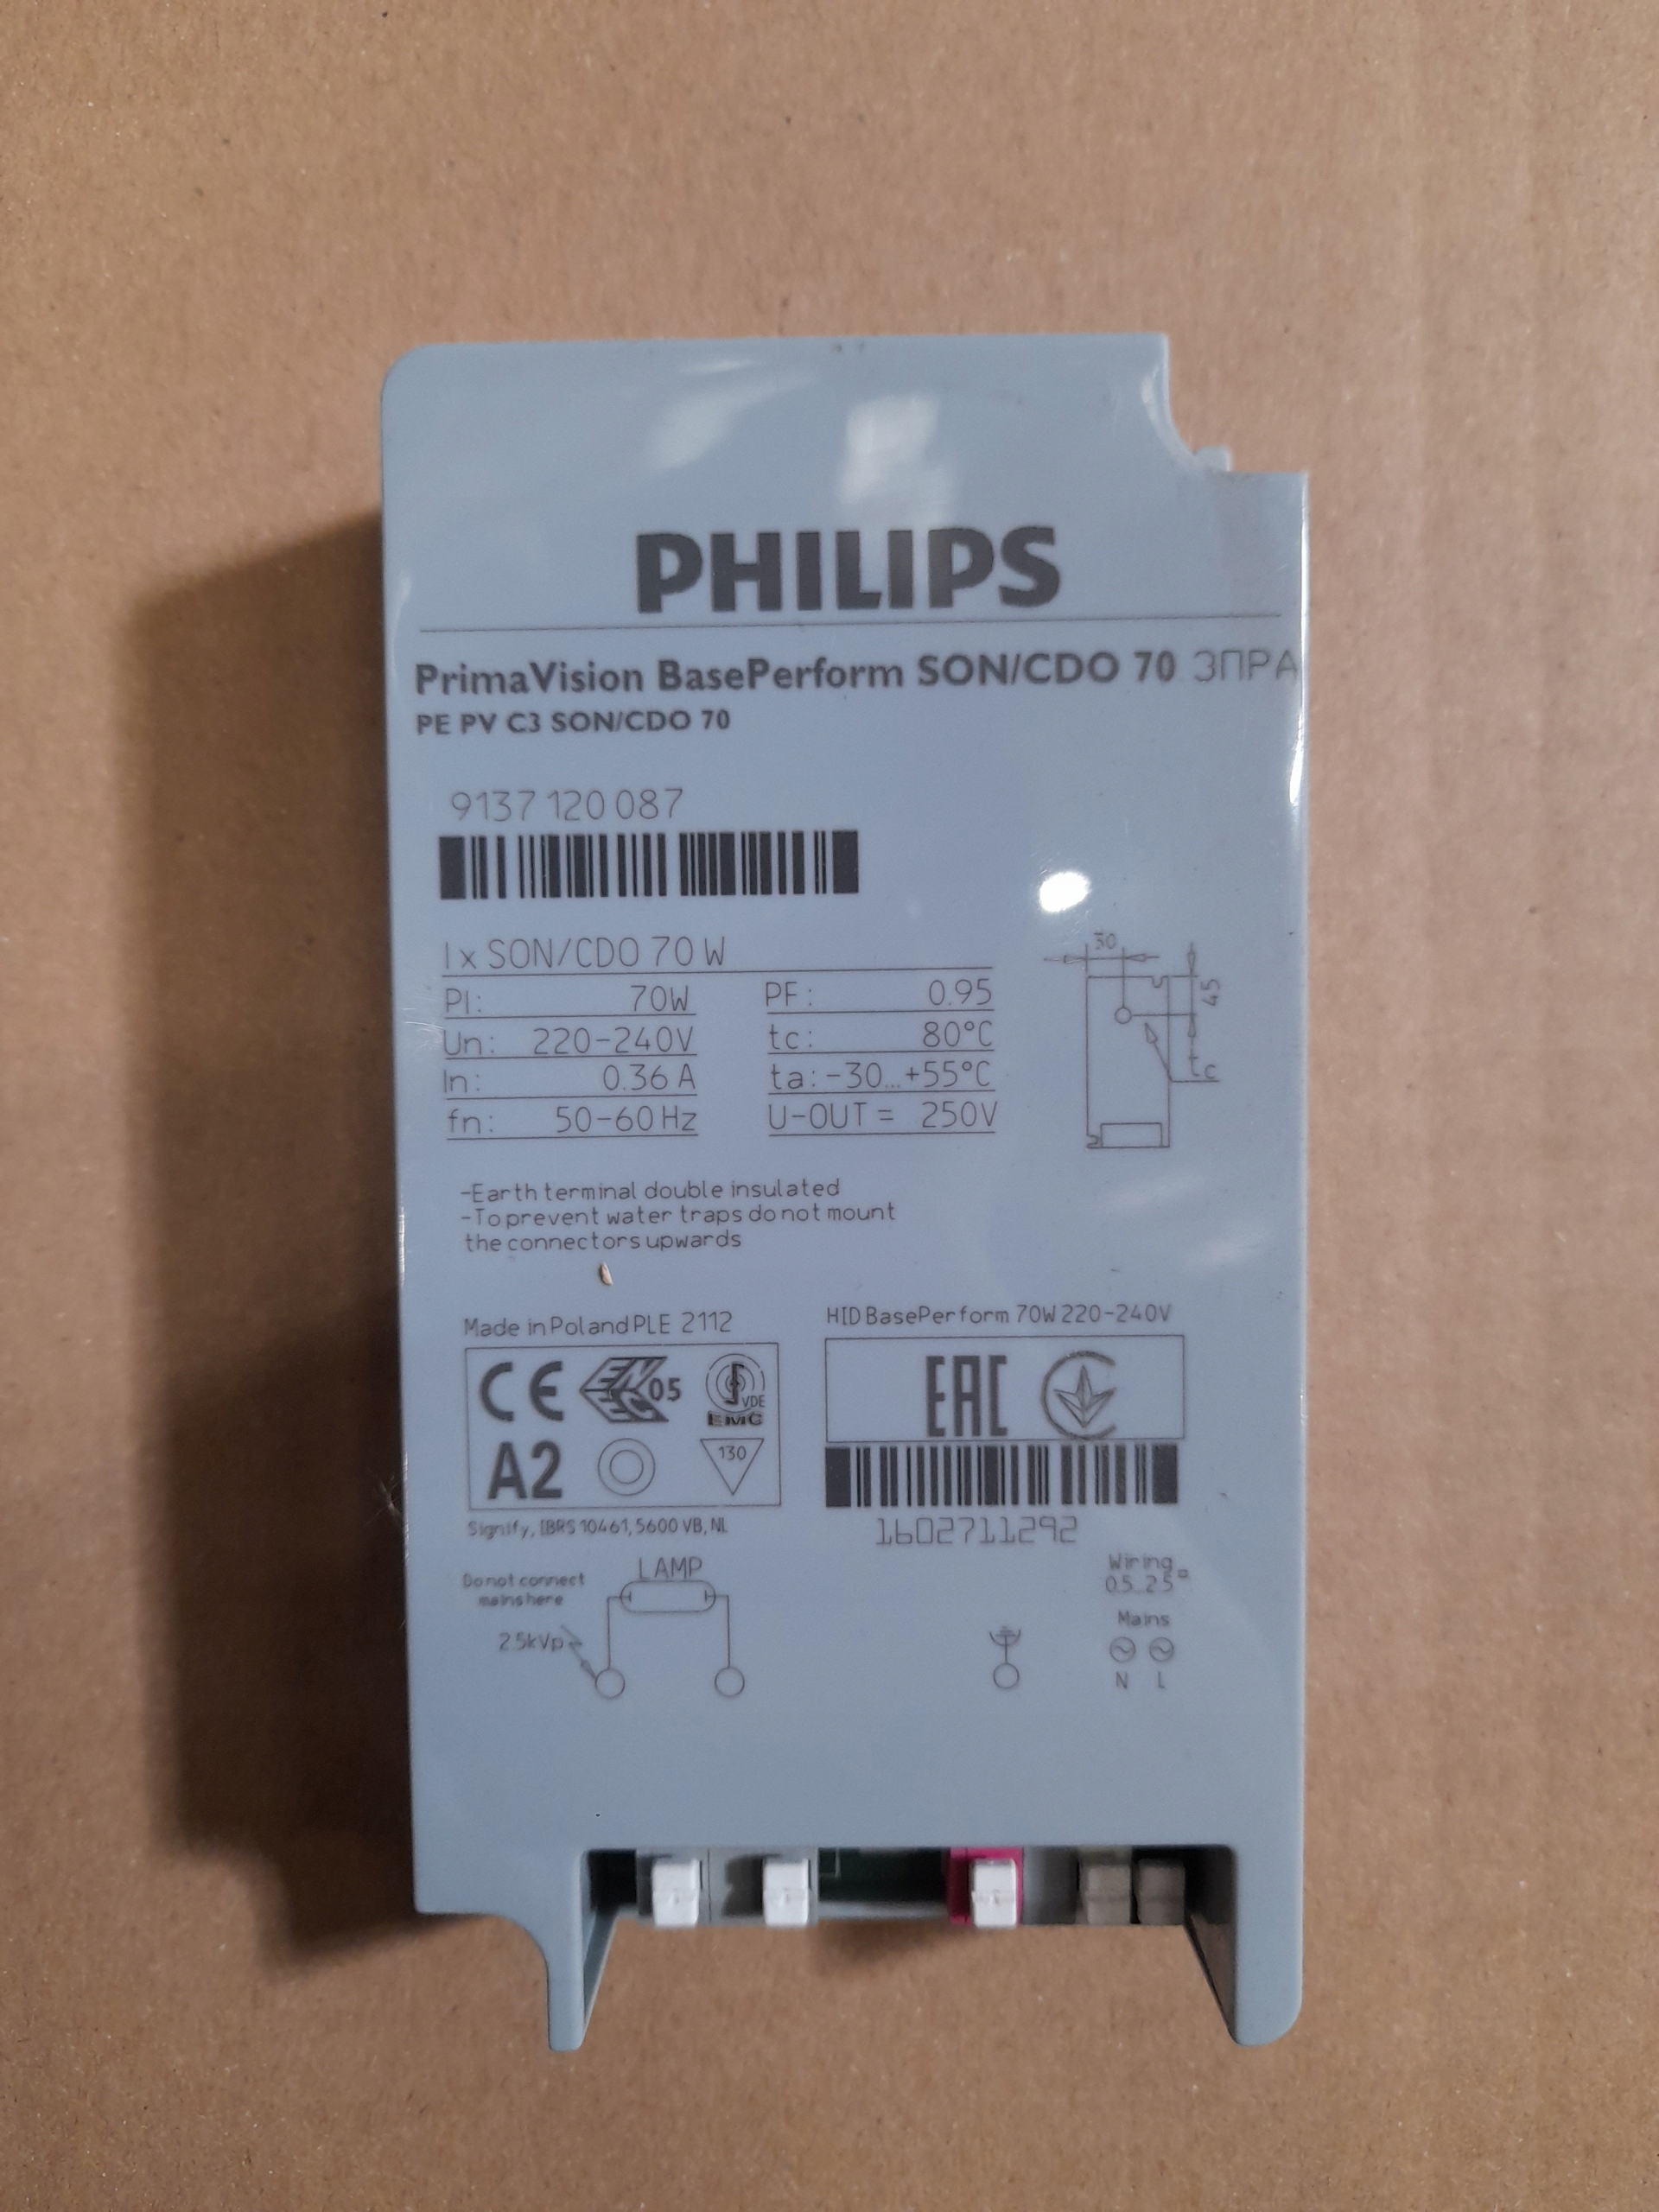 PHILIPS
PrimaVision BasePerform SON/CDO 70 ЭПРА
PE PV C3 SON/CDO 70
9137 120 087
1 x SON/CDO 70 W
PI: 70W PF: 0.95
Un: 220-240V tc: 80°C
In: 0.36 A ta: -30...+55°C
fn: 50-60 Hz U-OUT = 250V
30
45
tc
-Earth terminal double insulated
-To prevent water traps do not mount
the connectors upwards
Made in Poland PLE 2112
HID BasePerform 70W 220-240V
CE ENEC 05 VDE
EMC
A2 130
EAC
Signify, IBRS 10461, 5600 VB, NL
1602711292
Do not connect
mains here
LAMP
2.5kVp
Wiring
0.5...2.5
Mains
N L